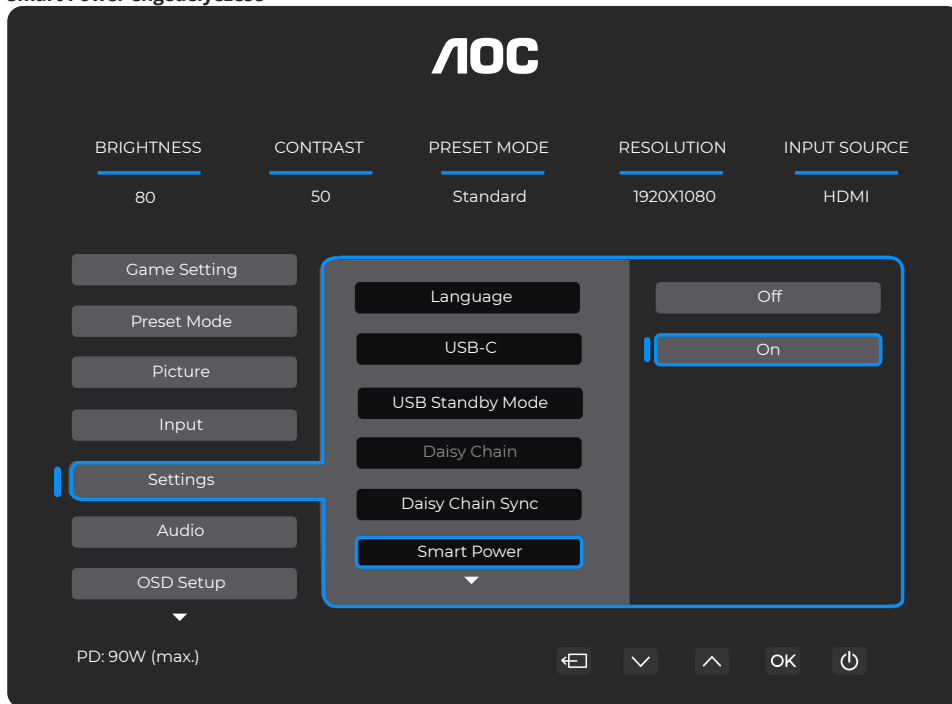 AOC
BRIGHTNESS CONTRAST PRESET MODE RESOLUTION INPUT SOURCE
80 50 Standard 1920X1080 HDMI
Game Setting
Preset Mode
Picture
Input
Settings
Audio
OSD Setup
Language
USB-C
USB Standby Mode
Daisy Chain
Daisy Chain Sync
Smart Power
Off
On
PD: 90W (max.)
OK